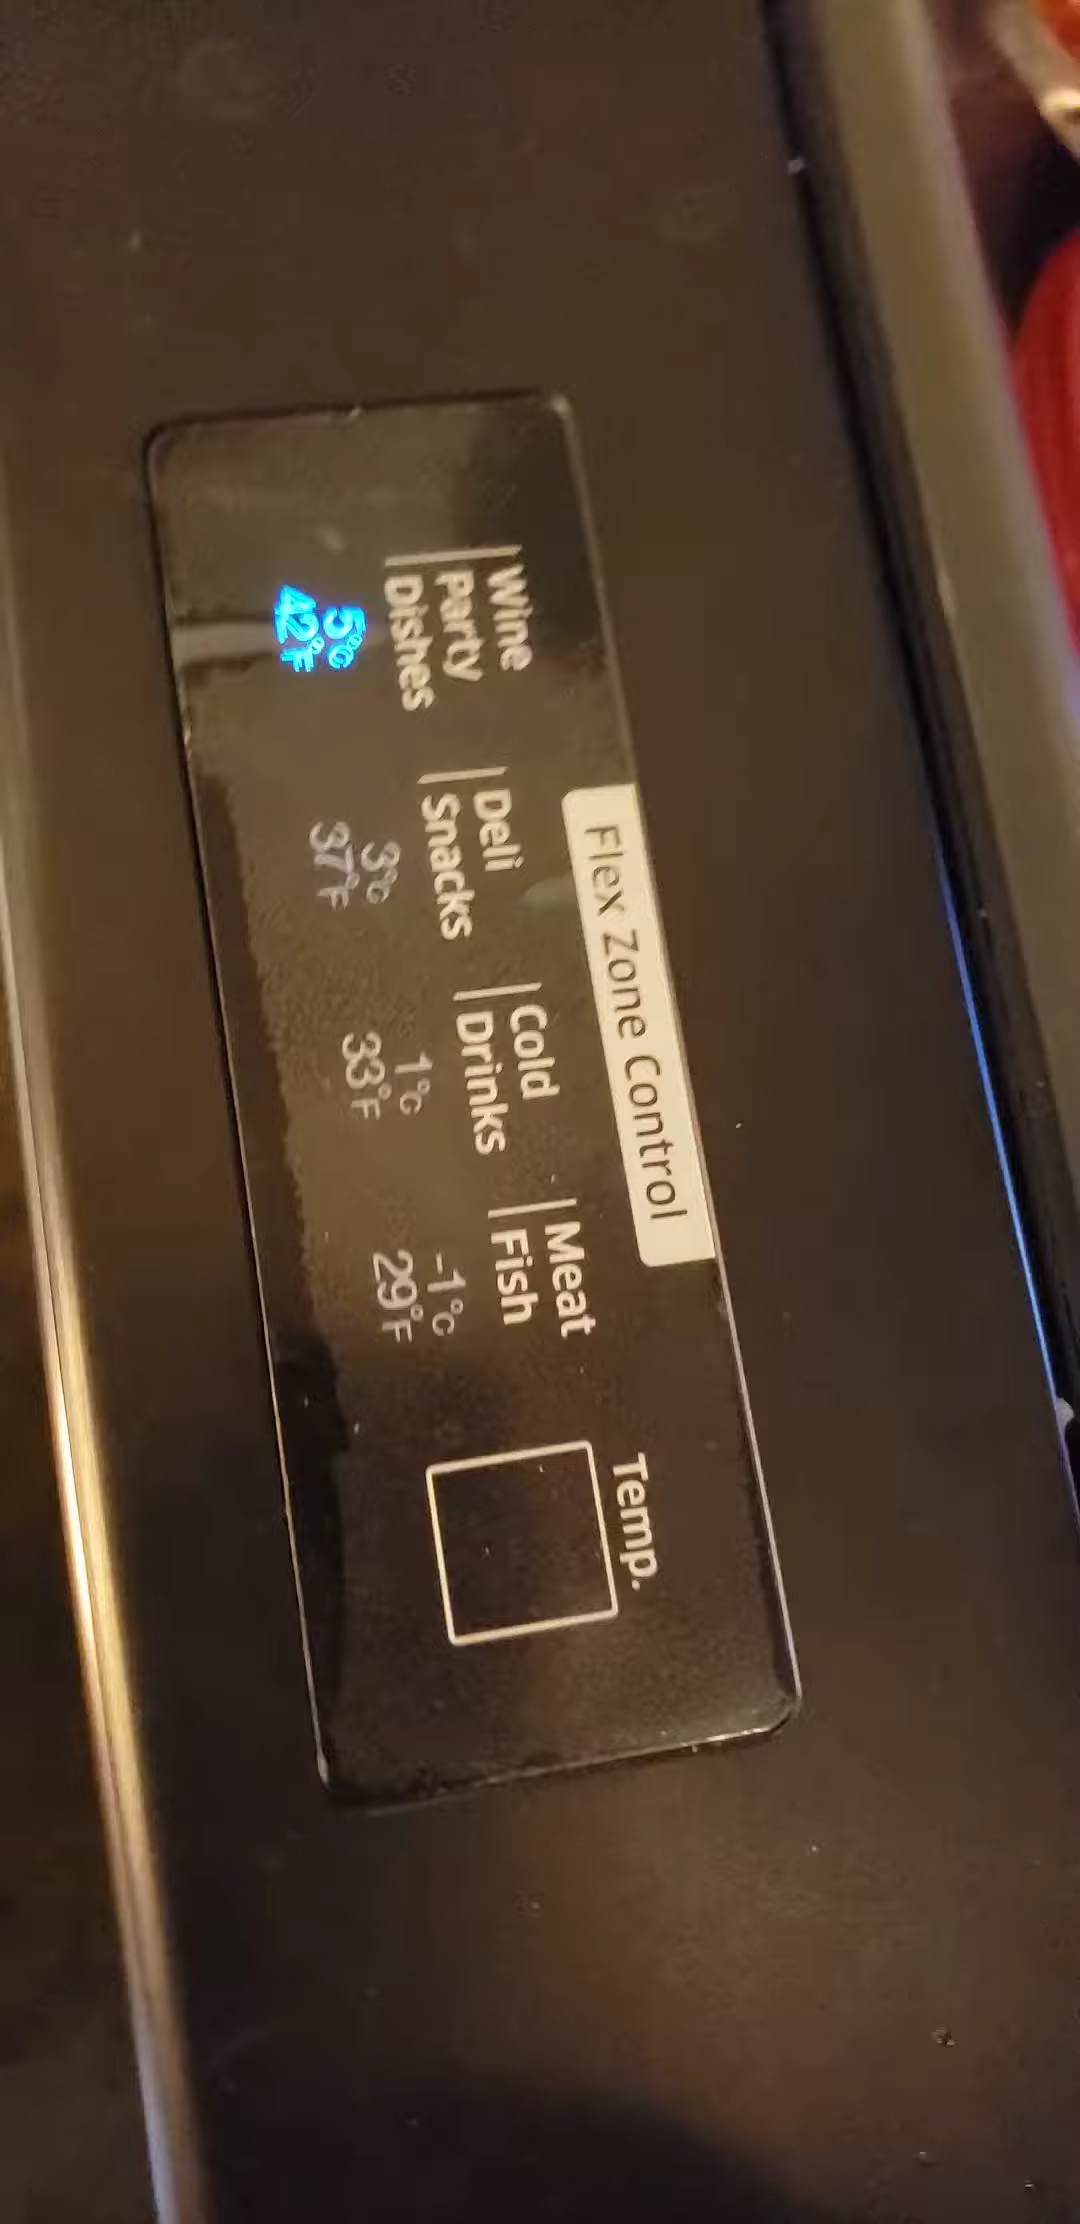 Flex Zone Control
Wine
Party
Dishes
5°C
42°F
Deli
Snacks
3°C
37°F
Cold
Drinks
1°C
33°F
Meat
Fish
-1°C
29°F
Temp.